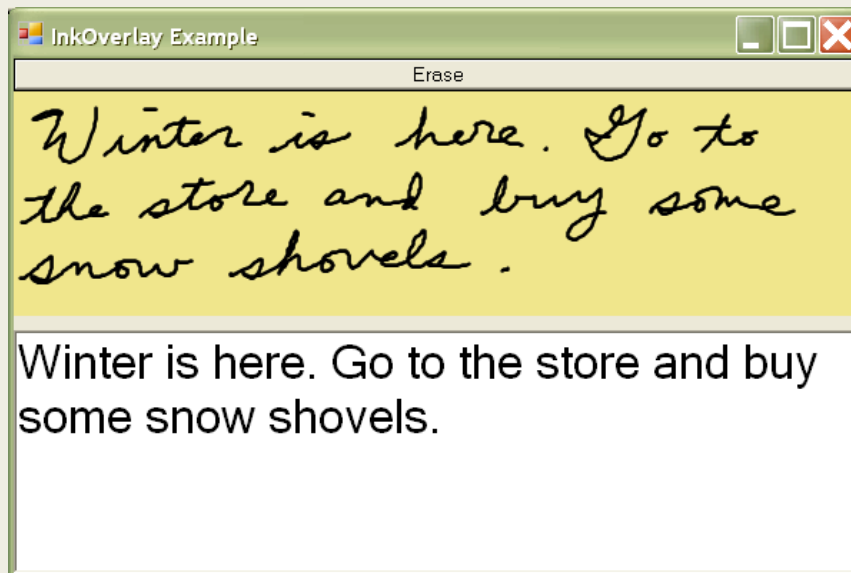 InkOverlay Example
Erase
Winter is here. Go to
the store and buy some
snow shovels.
Winter is here. Go to the store and buy
some snow shovels.